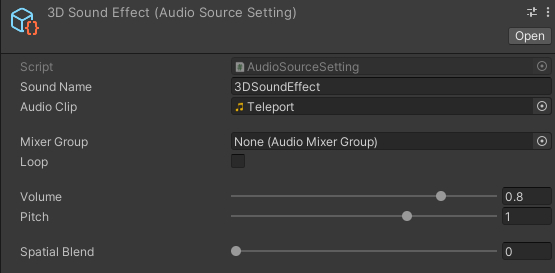 3D Sound Effect (Audio Source Setting)
Open
Script AudioSourceSetting
Sound Name 3DSoundEffect
Audio Clip Teleport
Mixer Group None (Audio Mixer Group)
Loop
Volume 0.8
Pitch 1
Spatial Blend 0